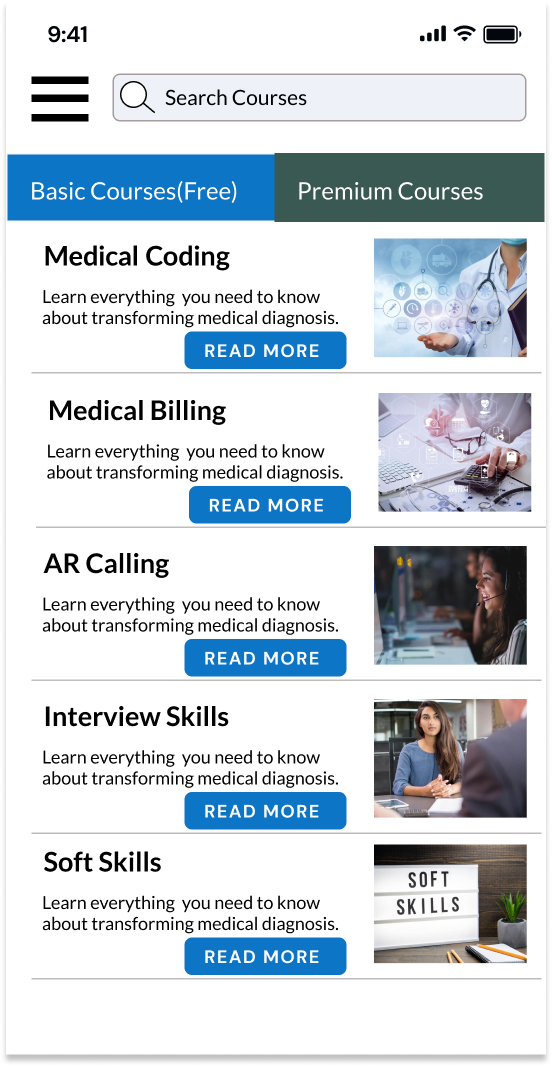 9:41
Search Courses
Basic Courses(Free)
Premium Courses
Medical Coding
Learn everything  you need to know
about transforming medical diagnosis.
READ MORE
Medical Billing
Learn everything  you need to know
about transforming medical diagnosis.
READ MORE
AR Calling
Learn everything  you need to know
about transforming medical diagnosis.
READ MORE
Interview Skills
Learn everything  you need to know
about transforming medical diagnosis.
READ MORE
Soft Skills
Learn everything  you need to know
about transforming medical diagnosis.
READ MORE
SOFT
SKILLS